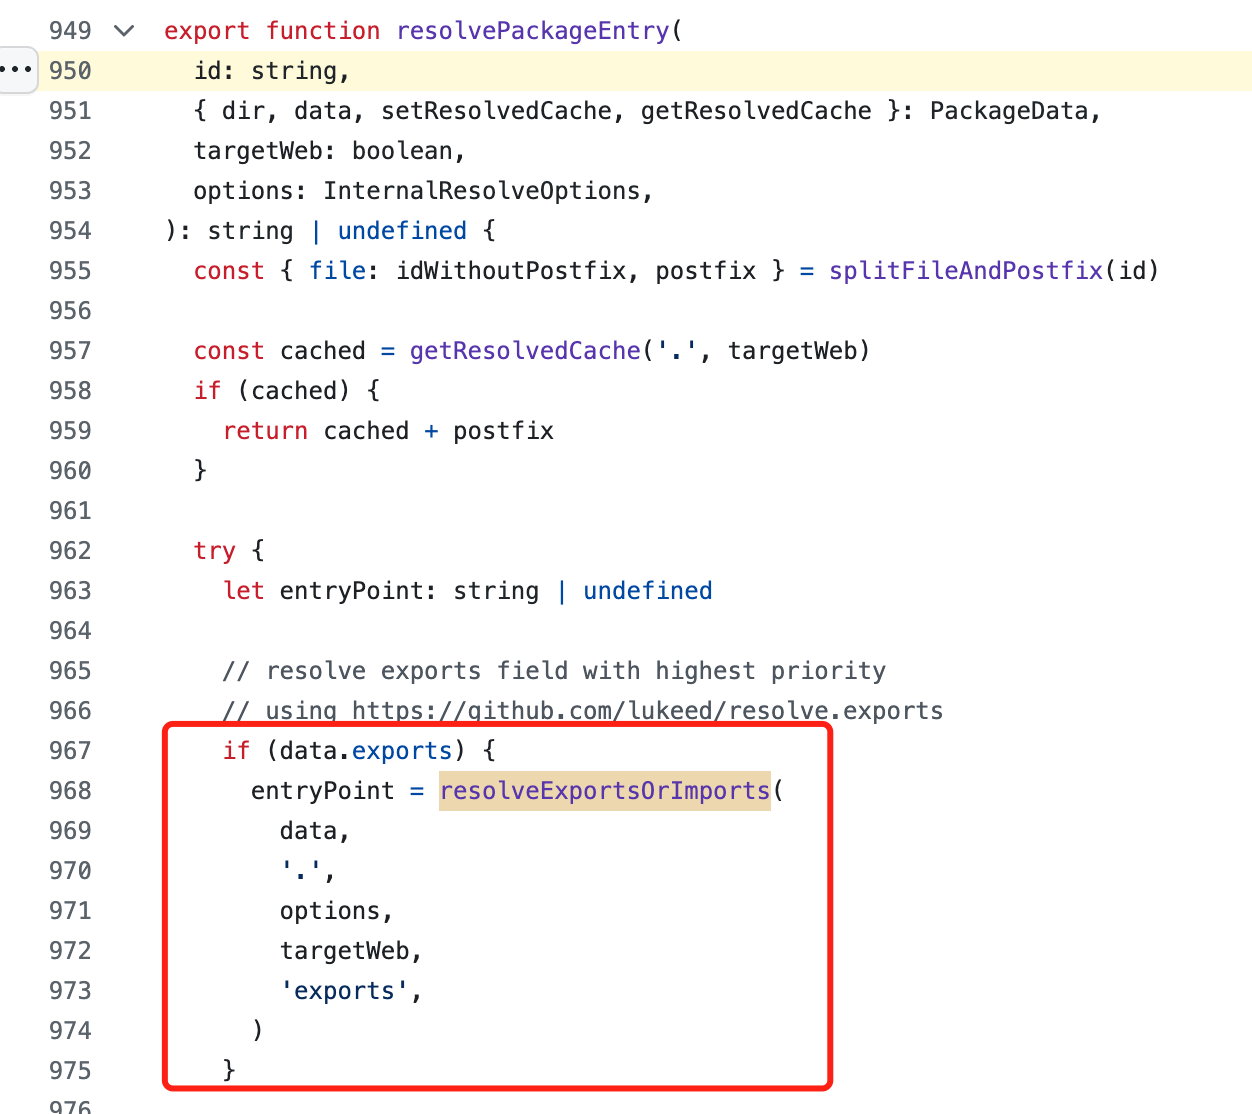 949 export function resolvePackageEntry(
950 id: string,
951 { dir, data, setResolvedCache, getResolvedCache }: PackageData,
952 targetWeb: boolean,
953 options: InternalResolveOptions,
954 ): string | undefined {
955 const { file: idWithoutPostfix, postfix } = splitFileAndPostfix(id)
956
957 const cached = getResolvedCache('.', targetWeb)
958 if (cached) {
959 return cached + postfix
960 }
961
962 try {
963 let entryPoint: string | undefined
964
965 // resolve exports field with highest priority
966 // using https://github.com/lukeed/resolve.exports
967 if (data.exports) {
968 entryPoint = resolveExportsOrImports(
969 data,
970 '.',
971 options,
972 targetWeb,
973 'exports',
974 )
975 }
976